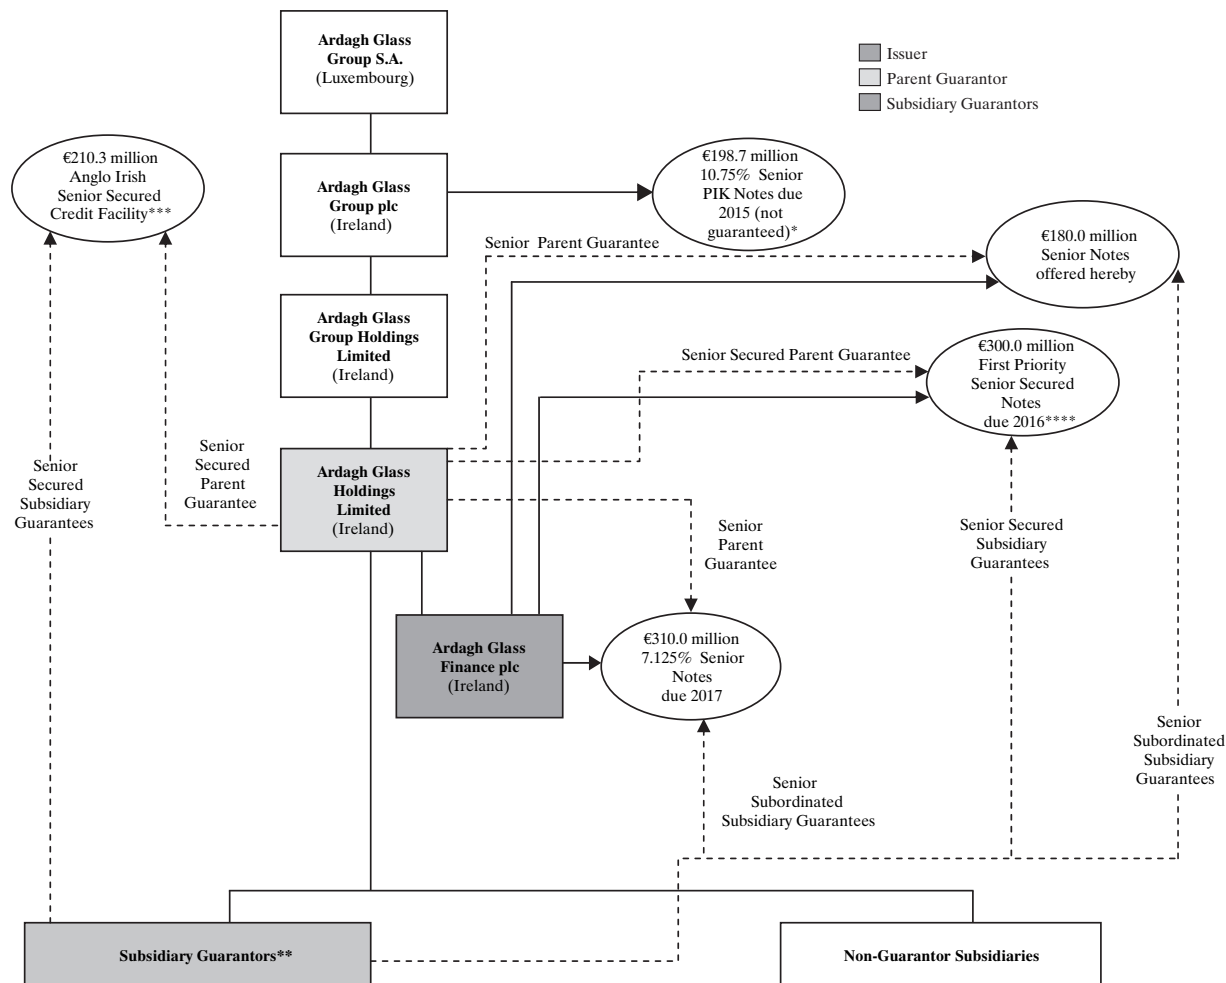 Ardagh Glass
Group S.A.
(Luxembourg)
Issuer
Parent Guarantor
Subsidiary Guarantors
€210.3 million
Anglo Irish
Senior Secured
Credit Facility***
Ardagh Glass
Group plc
(Ireland)
€198.7 million
10.75% Senior
PIK Notes due
2015 (not
guaranteed)*
Senior Parent Guarantee
€180.0 million
Senior Notes
offered hereby
Ardagh Glass
Group Holdings
Limited
(Ireland)
Senior Secured Parent Guarantee
€300.0 million
First Priority
Senior Secured
Notes
due 2016****
Senior
Secured
Subsidiary
Guarantees
Senior
Secured
Parent
Guarantee
Ardagh Glass
Holdings
Limited
(Ireland)
Senior
Parent
Guarantee
Senior Secured
Subsidiary
Guarantees
Ardagh Glass
Finance plc
(Ireland)
€310.0 million
7.125% Senior
Notes
due 2017
Senior
Subordinated
Subsidiary
Guarantees
Senior
Subordinated
Subsidiary Guarantees
Subsidiary Guarantors**
Non-Guarantor Subsidiaries